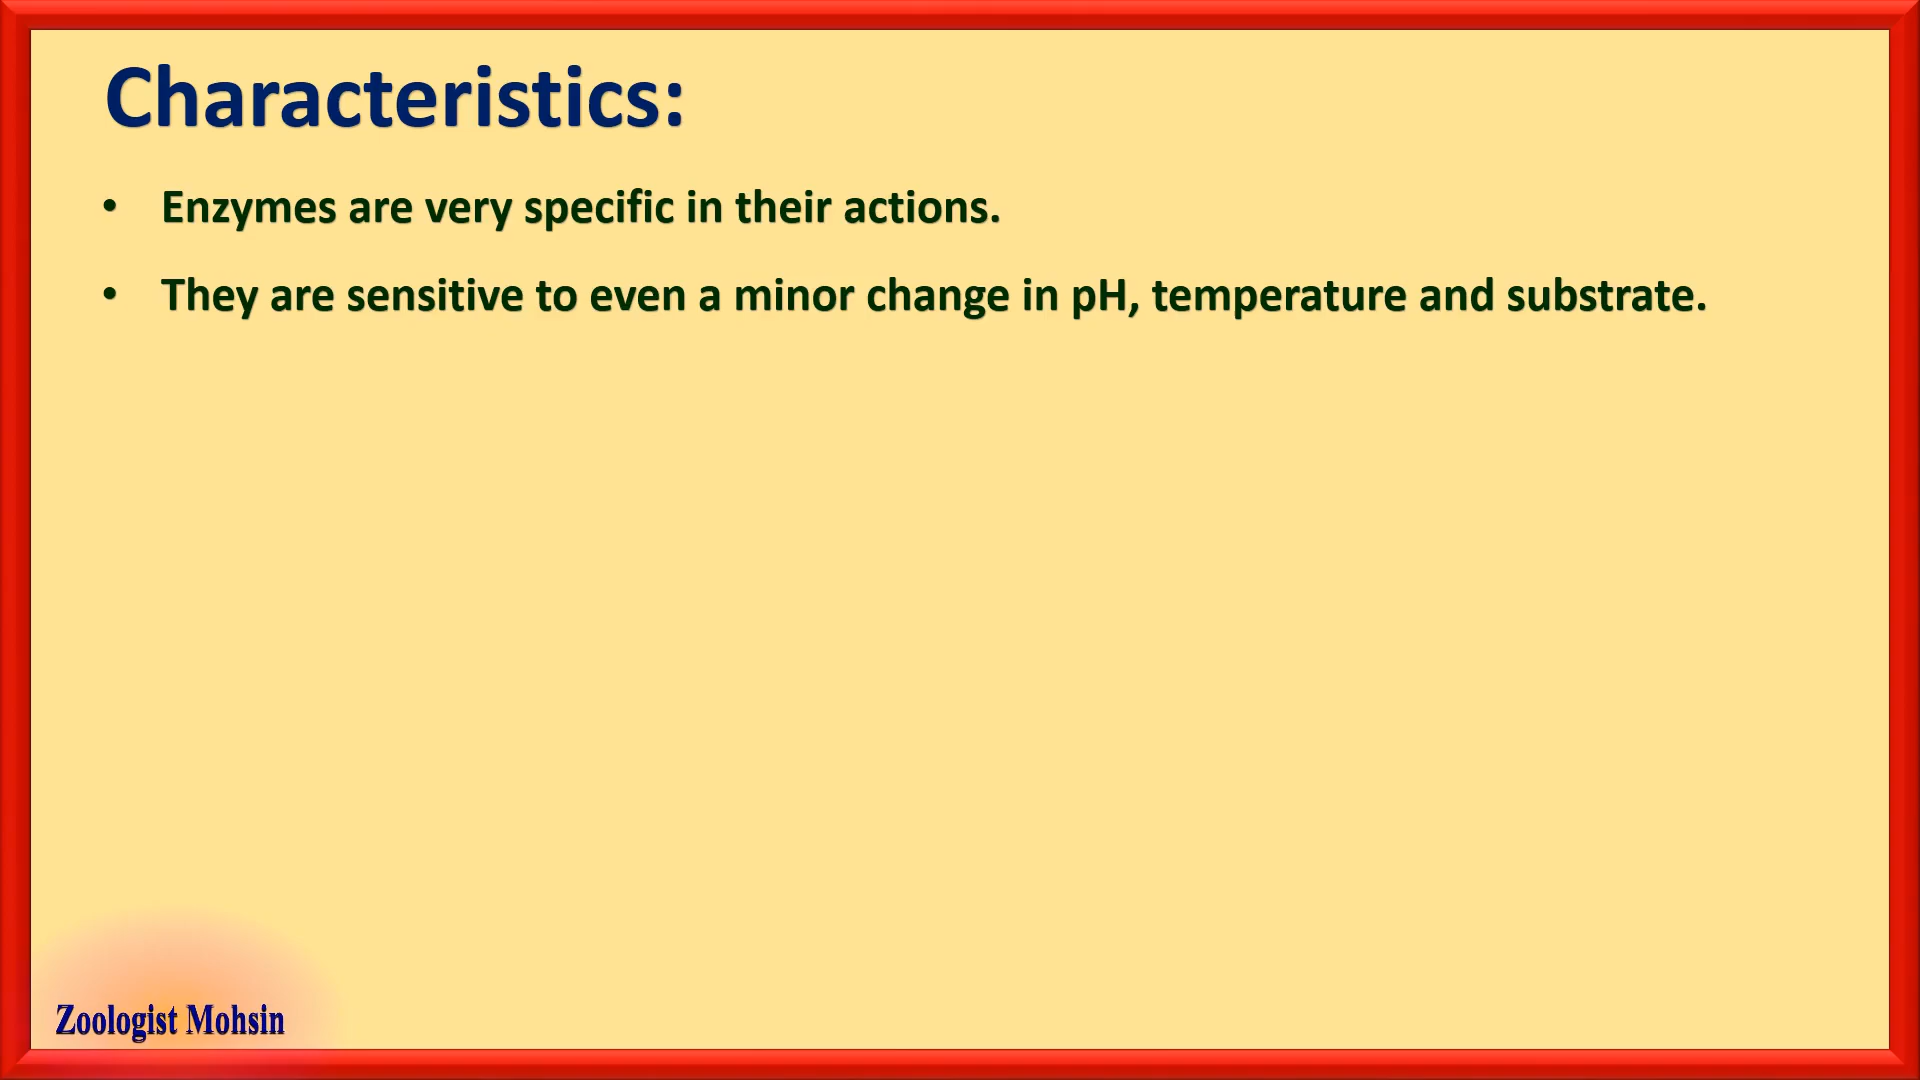 Characteristics:
• Enzymes are very specific in their actions.
• They are sensitive to even a minor change in pH, temperature and substrate.
Zoologist Mohsin